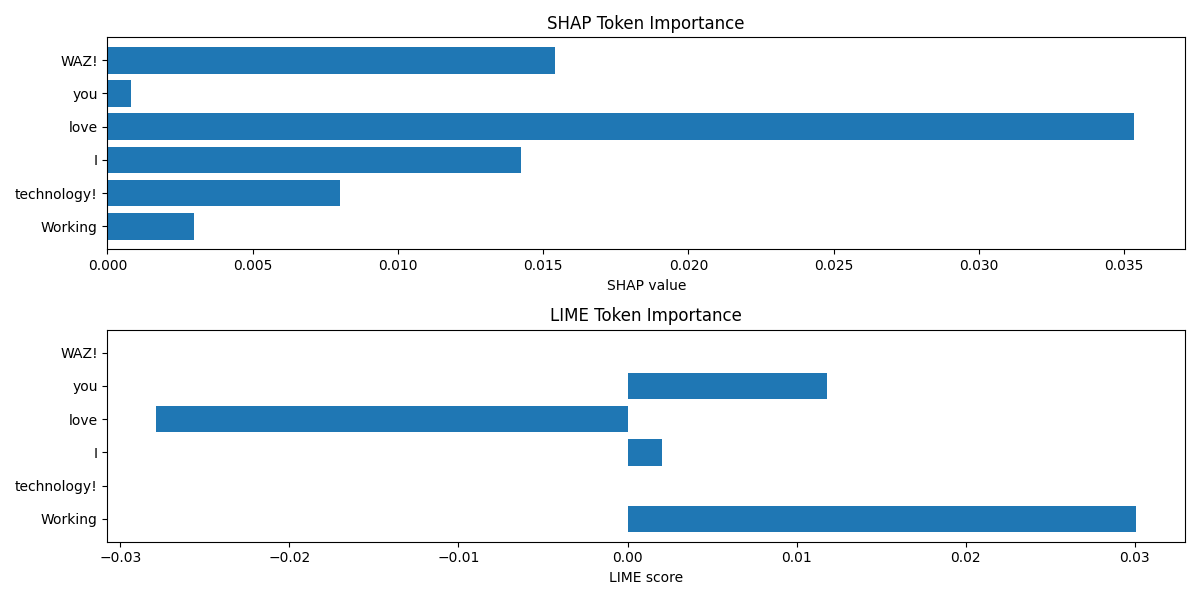 SHAP Token Importance
WAZ!
you
love
I
technology!
Working
0.000 0.005 0.010 0.015 0.020 0.025 0.030 0.035
SHAP value
LIME Token Importance
WAZ!
you
love
I
technology!
Working
−0.03 −0.02 −0.01 0.00 0.01 0.02 0.03
LIME score